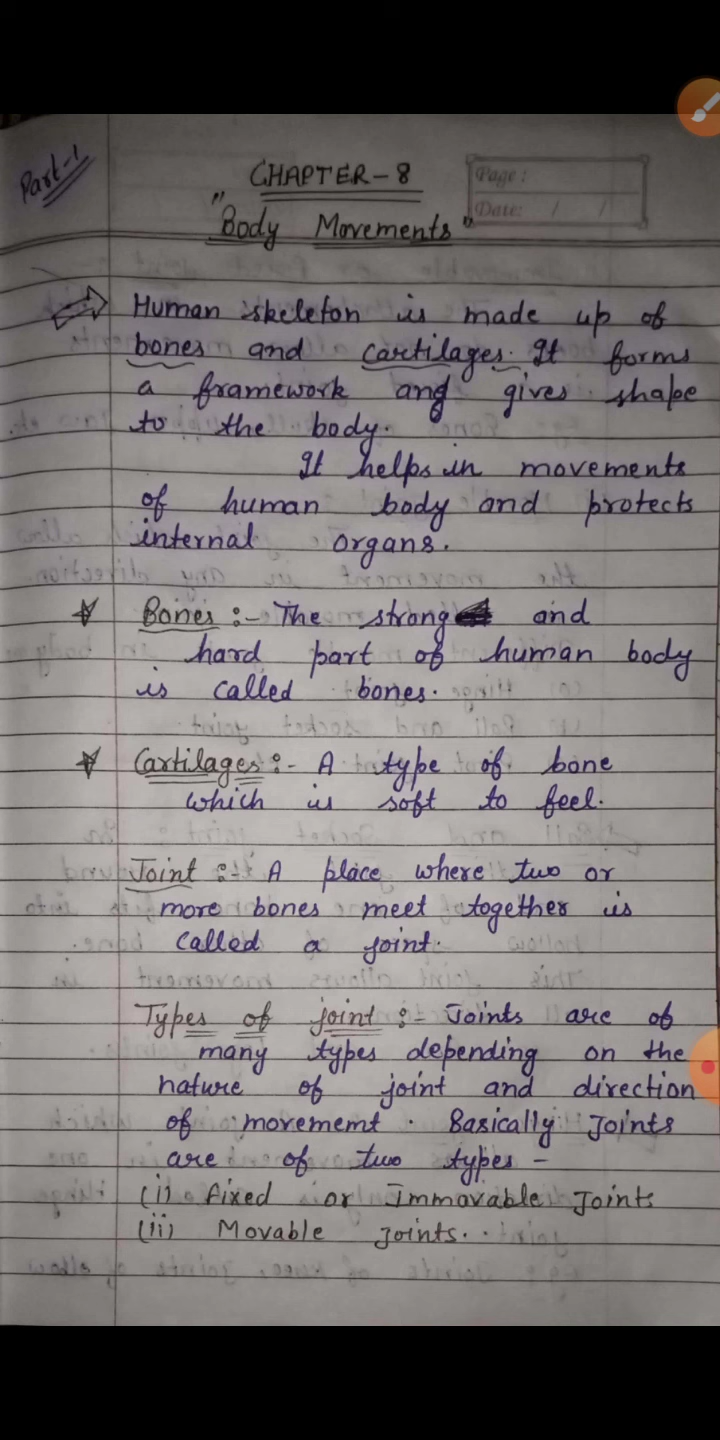 Part-1
CHAPTER-8
Page :
Date: / /
"Body Movements"
Human skeleton is made up of
bones and cartilages. It forms
a framework and gives shape
to the body.
It helps in movements
of human body and protects
internal organs.
Bones :- The strong and
hard part of human body
is called bones.
Cartilages :- A type of bone
which is soft to feel.
Joint :- A place where two or
more bones meet together is
called a joint.
Types of joint :- Joints are of
many types depending on the
nature of joint and direction
of movememt. Basically Joints
are of two types -
(i) fixed or Immovable Joints
(ii) Movable Joints.